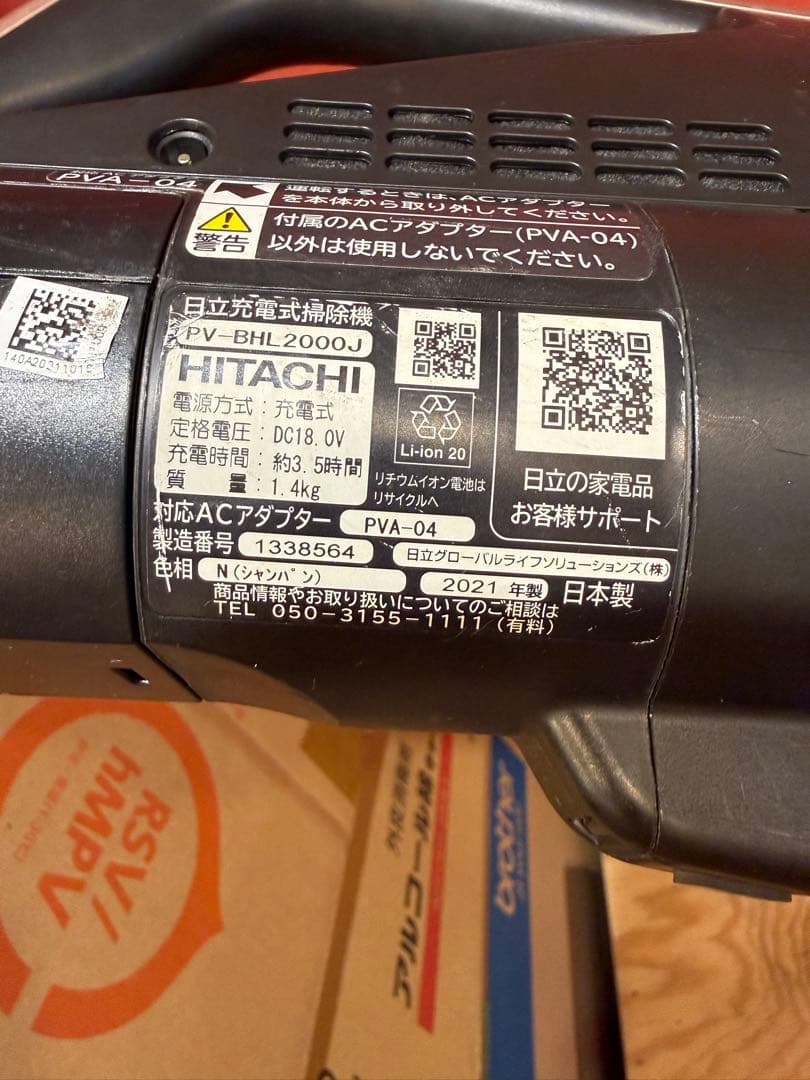 PVA-04
運転するときは、ACアダプター
を本体から取り外してください。
警告
付属のACアダプター(PVA-04)
以外は使用しないでください。
日立充電式掃除機
PV-BHL2000J
HITACHI
電源方式：充電式
定格電圧：DC18.0V
充電時間：約3.5時間
質　量：1.4kg
Li-ion 20
リチウムイオン電池は
リサイクルへ
日立の家電品
お客様サポート
対応ACアダプター PVA-04
製造番号 1338564 日立グローバルライフソリューションズ(株)
色相 N(シャンパン) 2021 年製 日本製
商品情報やお取り扱いについてのご相談は
TEL 050-3155-1111 (有料)
RSV/
hMPV
brother